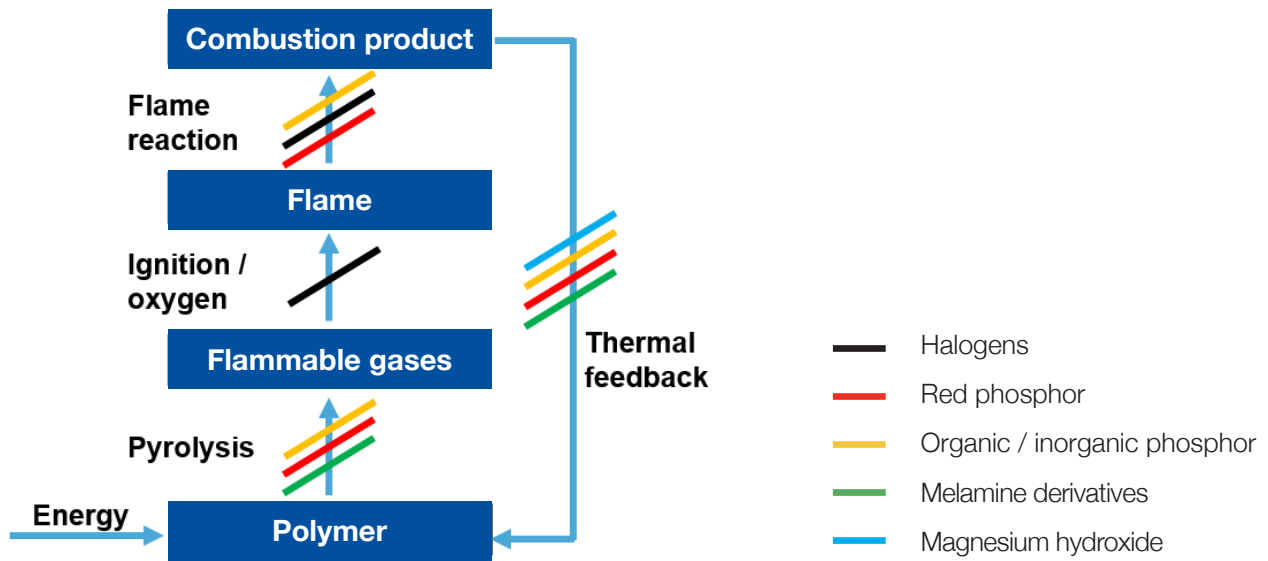 Combustion product
Flame
reaction
Flame
Ignition /
oxygen
Flammable gases
Thermal
feedback
Pyrolysis
Energy
Polymer
Halogens
Red phosphor
Organic / inorganic phosphor
Melamine derivatives
Magnesium hydroxide